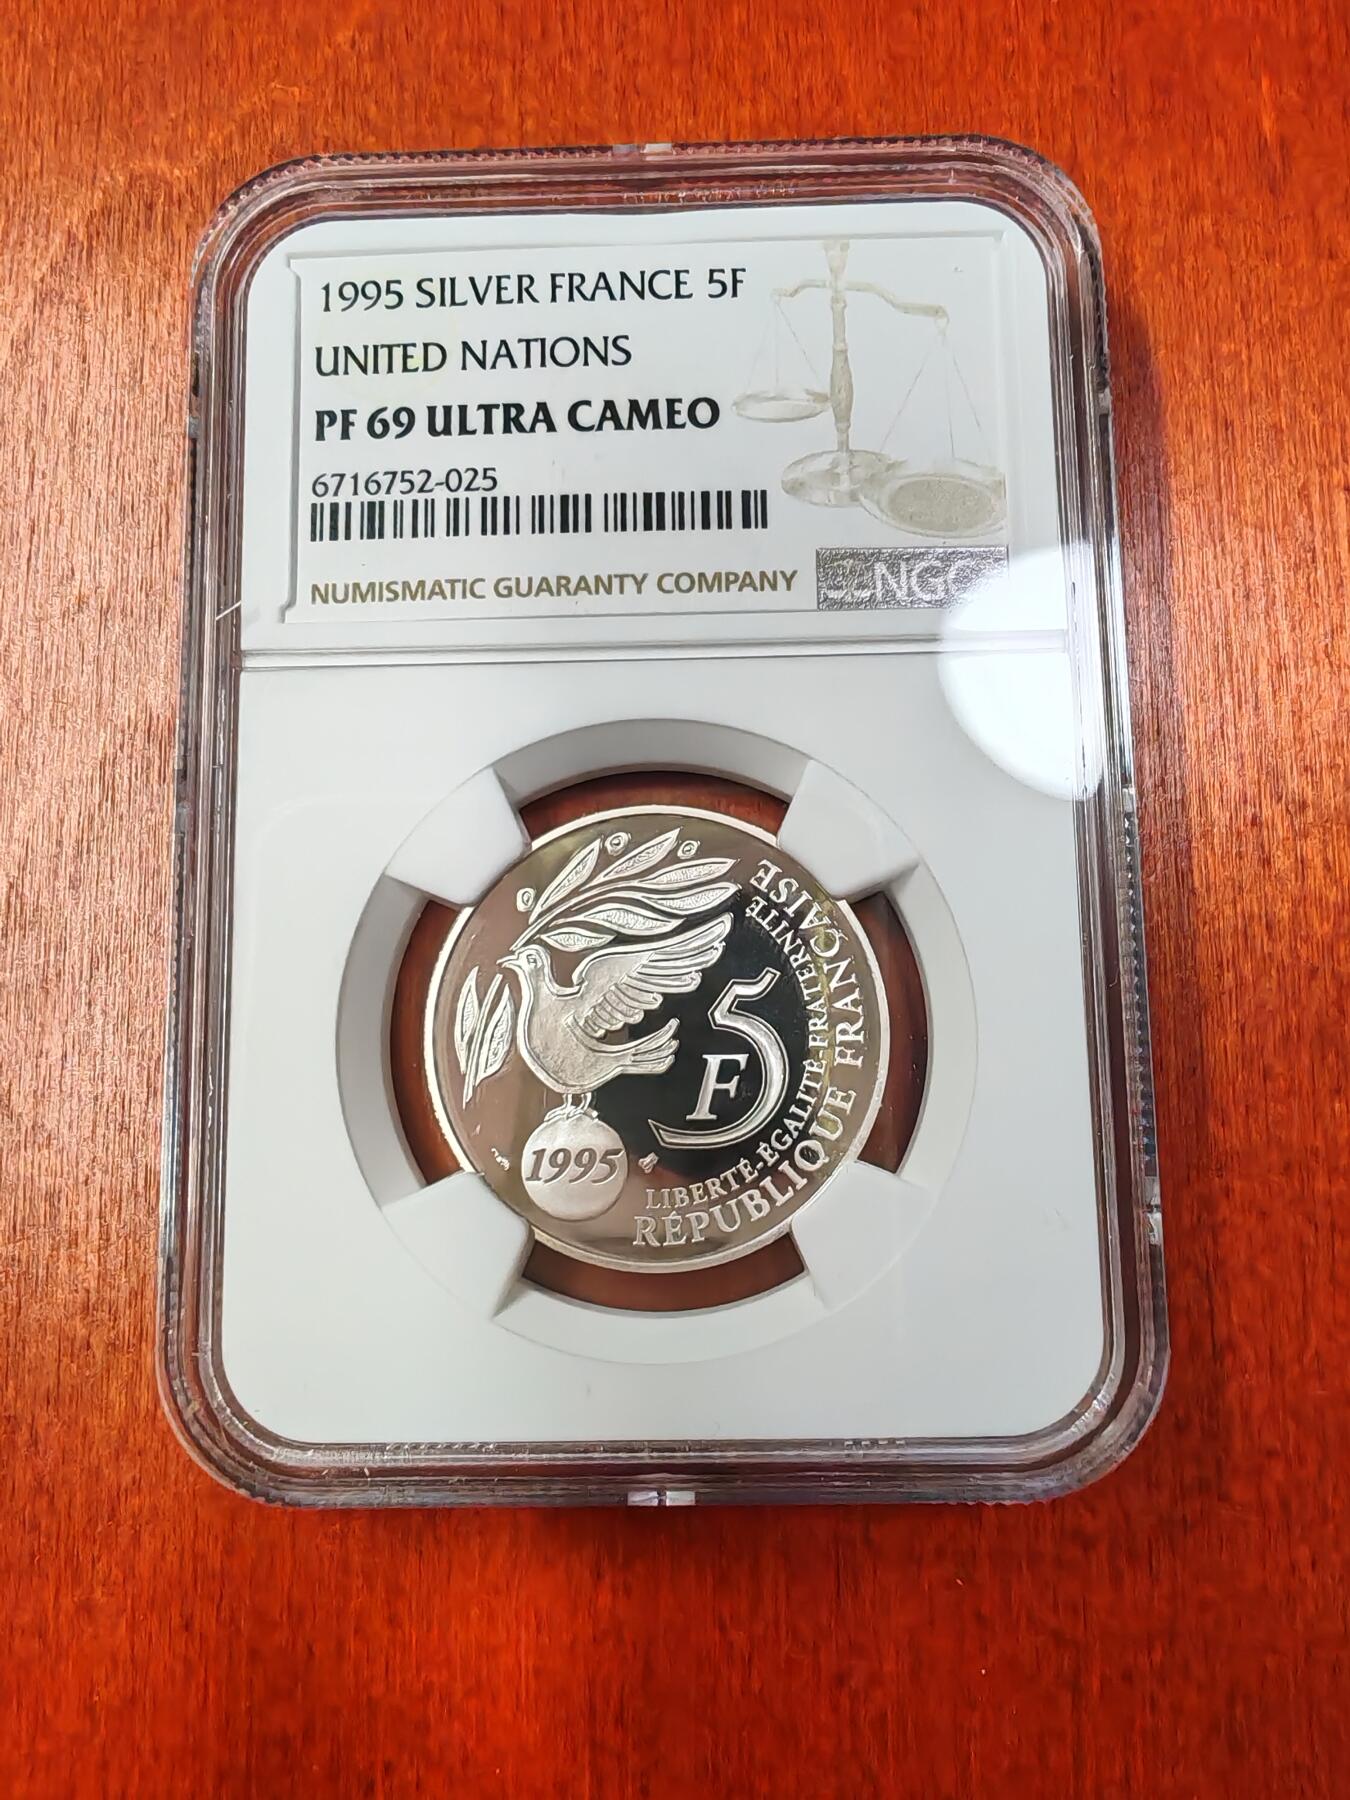 1995 SILVER FRANCE 5F
UNITED NATIONS
PF 69 ULTRA CAMEO
6716752-025
NUMISMATIC GUARANTY COMPANY
NGC
5
F
1995
LIBERTÉ-ÉGALITÉ-FRATERNITÉ
RÉPUBLIQUE FRANÇAISE